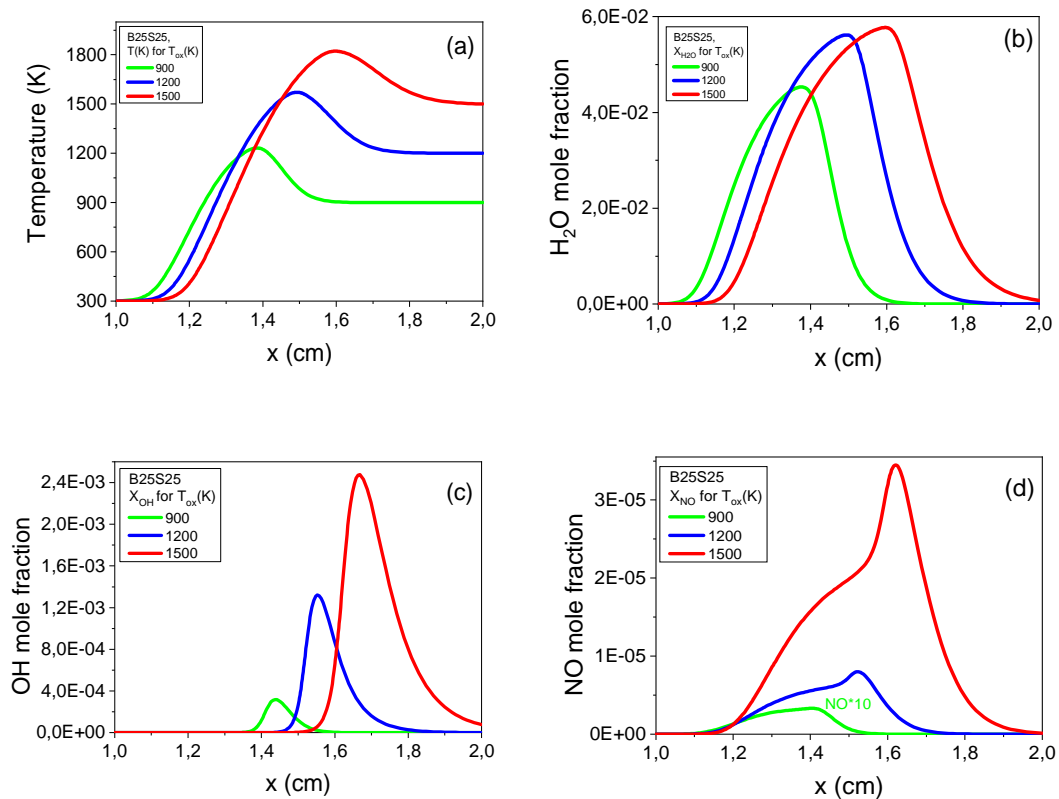 B25S25,
T(K) for Tox(K)
900
1200
1500
(a)
1800
1500
1200
900
600
300
Temperature (K)
1,0 1,2 1,4 1,6 1,8 2,0
x (cm)
B25S25,
XH2O for Tox(K)
900
1200
1500
(b)
6,0E-02
4,0E-02
2,0E-02
0,0E+00
H2O mole fraction
1,0 1,2 1,4 1,6 1,8 2,0
x (cm)
B25S25
XOH for Tox(K)
900
1200
1500
(c)
2,4E-03
2,0E-03
1,6E-03
1,2E-03
8,0E-04
4,0E-04
0,0E+00
OH mole fraction
1,0 1,2 1,4 1,6 1,8 2,0
x (cm)
B25S25
XNO for Tox(K)
900
1200
1500
(d)
3E-05
2E-05
1E-05
0E+00
NO mole fraction
NO*10
1,0 1,2 1,4 1,6 1,8 2,0
x (cm)